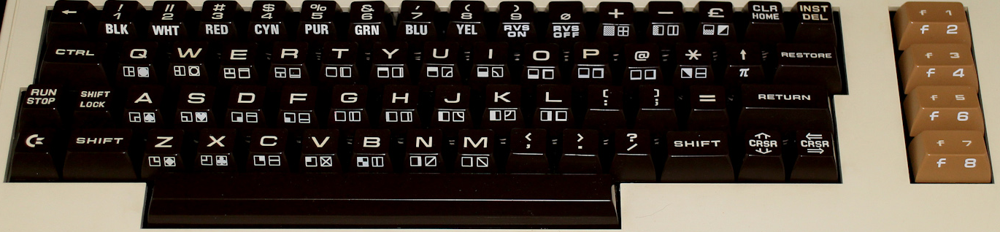 ← ! " # $ % & ' ( ) 0 + − £ CLR INST
1 2 3 4 5 6 7 8 9 HOME DEL
BLK WHT RED CYN PUR GRN BLU YEL RVS ON RVS OFF
CTRL Q W E R T Y U I O P @ * ↑ RESTORE
π
RUN STOP SHIFT LOCK A S D F G H J K L [ ] = RETURN
: ;
C= SHIFT Z X C V B N M < > ? SHIFT ⇑ CRSR ⇓ ⇐ CRSR ⇒
, . /
f 1
f 2
f 3
f 4
f 5
f 6
f 7
f 8